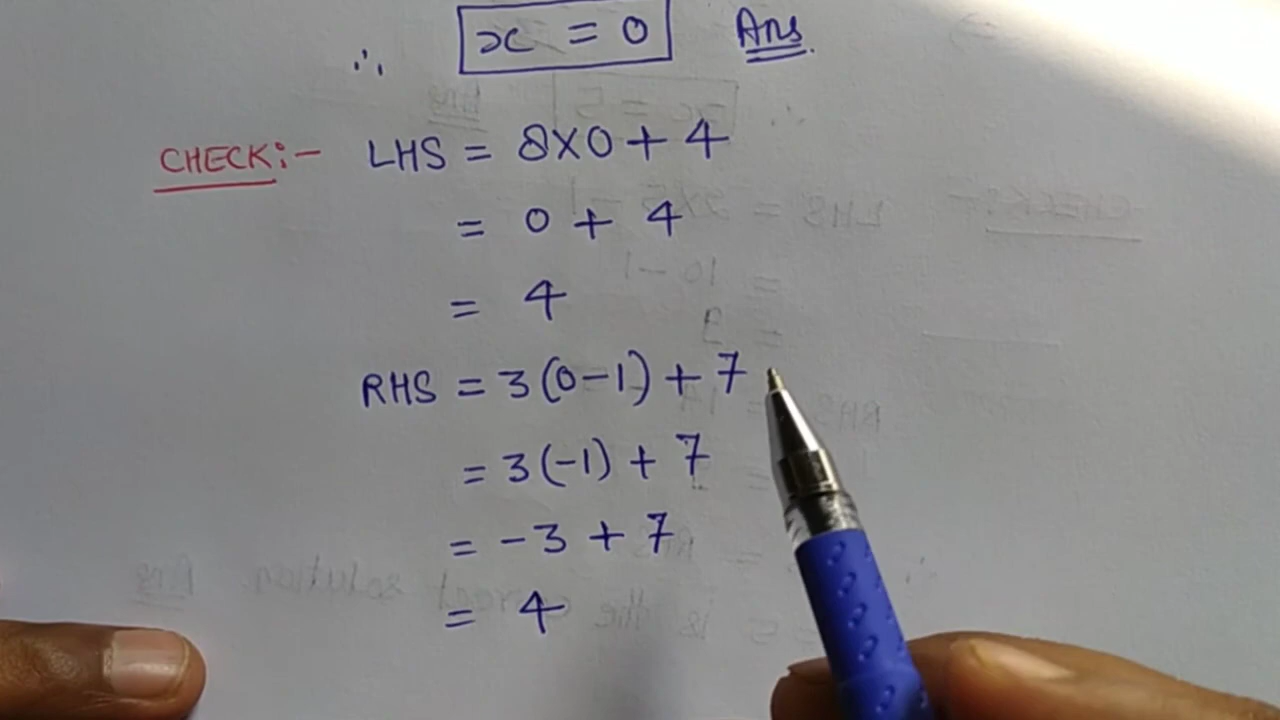 ∴ x = 0 Ans.
CHECK:- LHS = 8×0 + 4
= 0 + 4
= 4
RHS = 3(0-1) + 7
= 3(-1) + 7
= -3 + 7
= 4